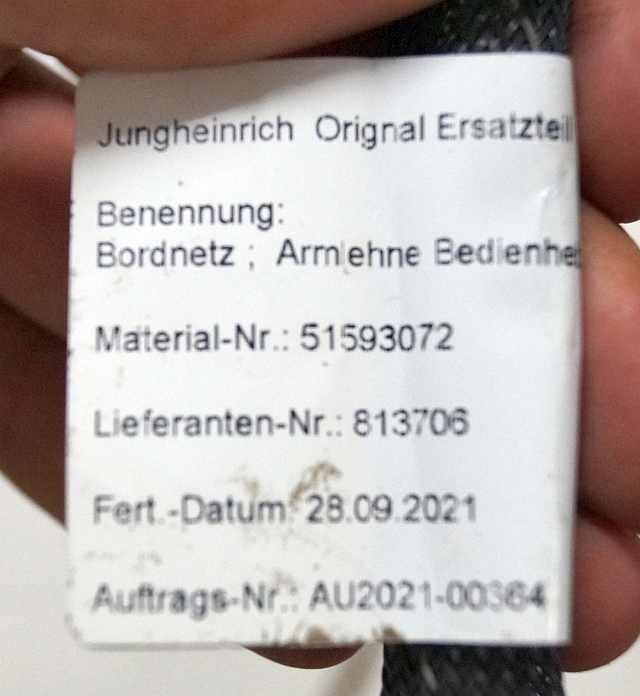 Jungheinrich Orignal Ersatzteil
Benennung:
Bordnetz ; Armlehne Bedienhe
Material-Nr.: 51593072
Lieferanten-Nr.: 813706
Fert.-Datum: 28.09.2021
Auftrags-Nr.: AU2021-00364